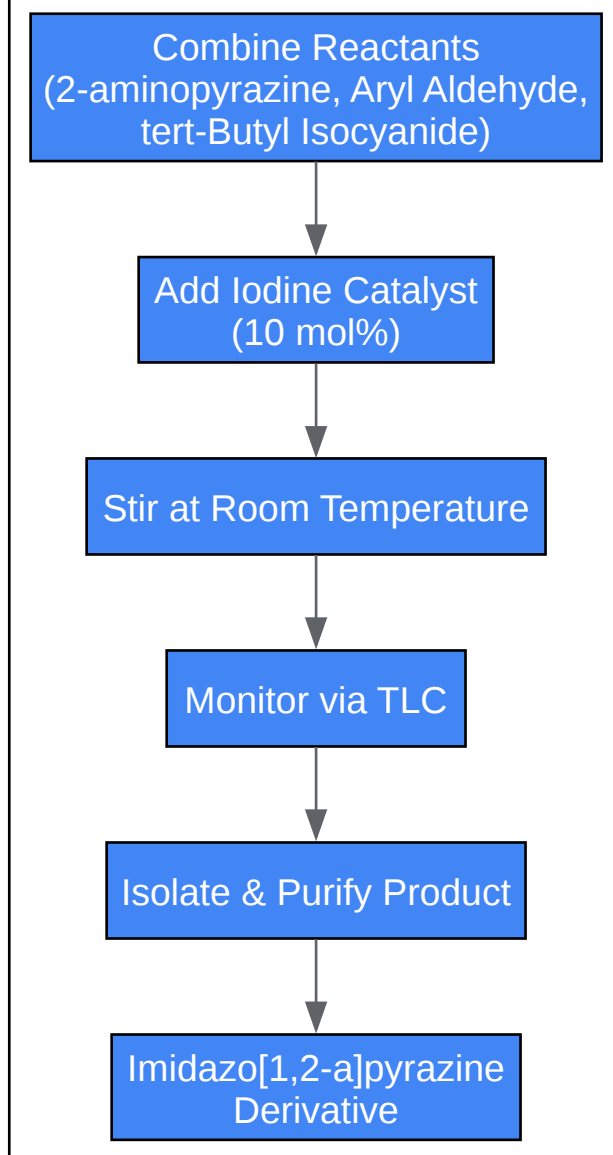 Combine Reactants
(2-aminopyrazine, Aryl Aldehyde,
tert-Butyl Isocyanide)
Add Iodine Catalyst
(10 mol%)
Stir at Room Temperature
Monitor via TLC
Isolate & Purify Product
Imidazo[1,2-a]pyrazine
Derivative